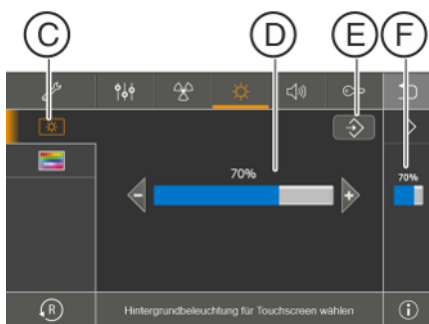 C D E F
70%
70%
R
Hintergrundbeleuchtung für Touchscreen wählen
i